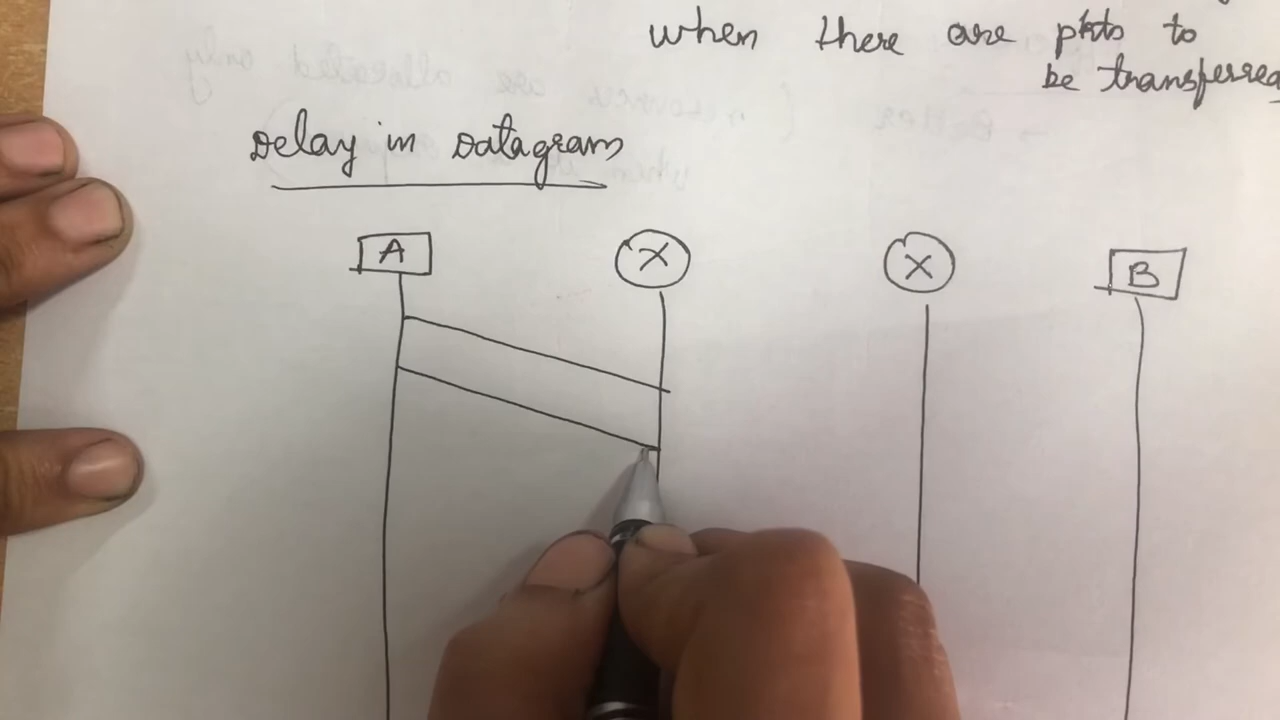 when there are pkts to
be transferred
Delay in Datagram
A X X B